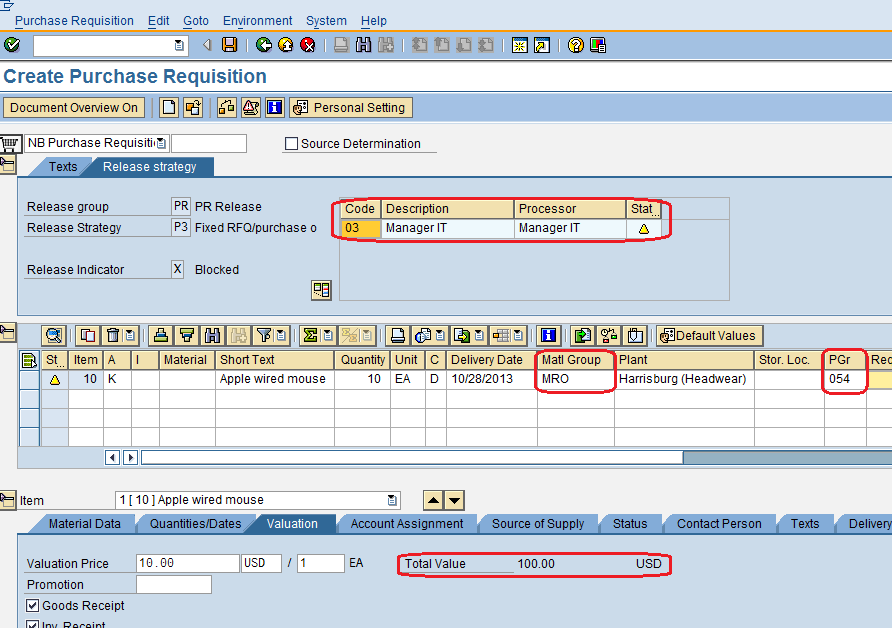 Purchase Requisition Edit Goto Environment System Help
Create Purchase Requisition
Document Overview On Personal Setting
NB Purchase Requisiti Source Determination
Texts Release strategy
Release group PR PR Release
Release Strategy P3 Fixed RFQ/purchase o
Release Indicator X Blocked
Code Description Processor Stat...
03 Manager IT Manager IT
Default Values
St... Item A I Material Short Text Quantity Unit C Delivery Date Matl Group Plant Stor. Loc. PGr Rec
10 K Apple wired mouse 10 EA D 10/28/2013 MRO Harrisburg (Headwear) 054
Item 1 [ 10 ] Apple wired mouse
Material Data Quantities/Dates Valuation Account Assignment Source of Supply Status Contact Person Texts Delivery
Valuation Price 10.00 USD / 1 EA Total Value 100.00 USD
Promotion
Goods Receipt
Inv. Receipt